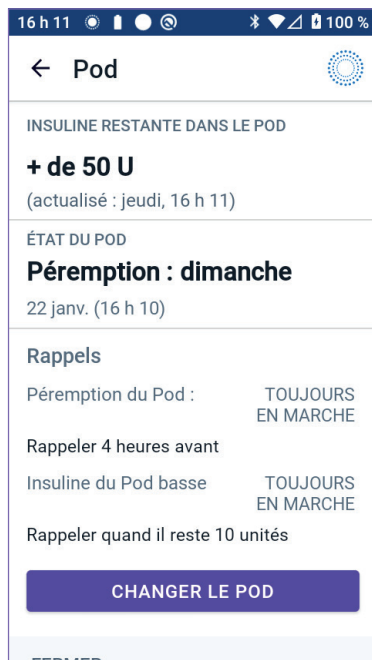 16 h 11 100 %
Pod
INSULINE RESTANTE DANS LE POD
+ de 50 U
(actualisé : jeudi, 16 h 11)
ÉTAT DU POD
Péremption : dimanche
22 janv. (16 h 10)
Rappels
Péremption du Pod : TOUJOURS
EN MARCHE
Rappeler 4 heures avant
Insuline du Pod basse TOUJOURS
EN MARCHE
Rappeler quand il reste 10 unités
CHANGER LE POD
FERMER